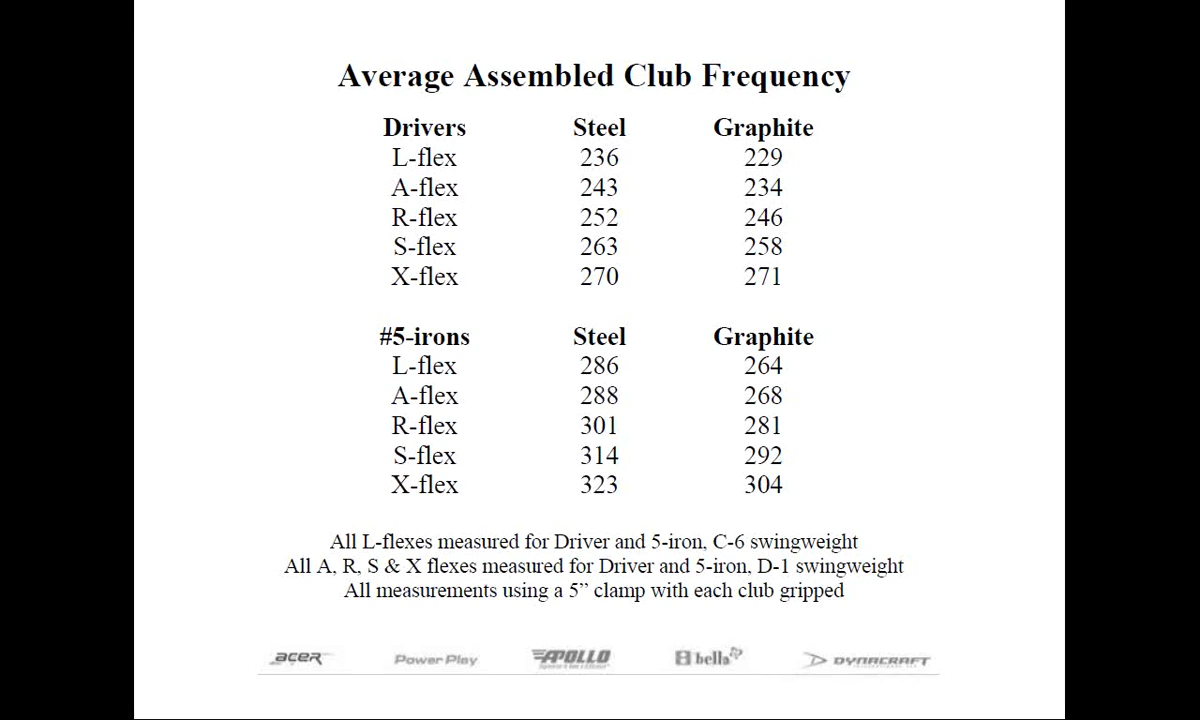 Average Assembled Club Frequency
Drivers Steel Graphite
L-flex 236 229
A-flex 243 234
R-flex 252 246
S-flex 263 258
X-flex 270 271
#5-irons Steel Graphite
L-flex 286 264
A-flex 288 268
R-flex 301 281
S-flex 314 292
X-flex 323 304
All L-flexes measured for Driver and 5-iron, C-6 swingweight
All A, R, S & X flexes measured for Driver and 5-iron, D-1 swingweight
All measurements using a 5” clamp with each club gripped
acer Power Play APOLLO bella DYNACRAFT